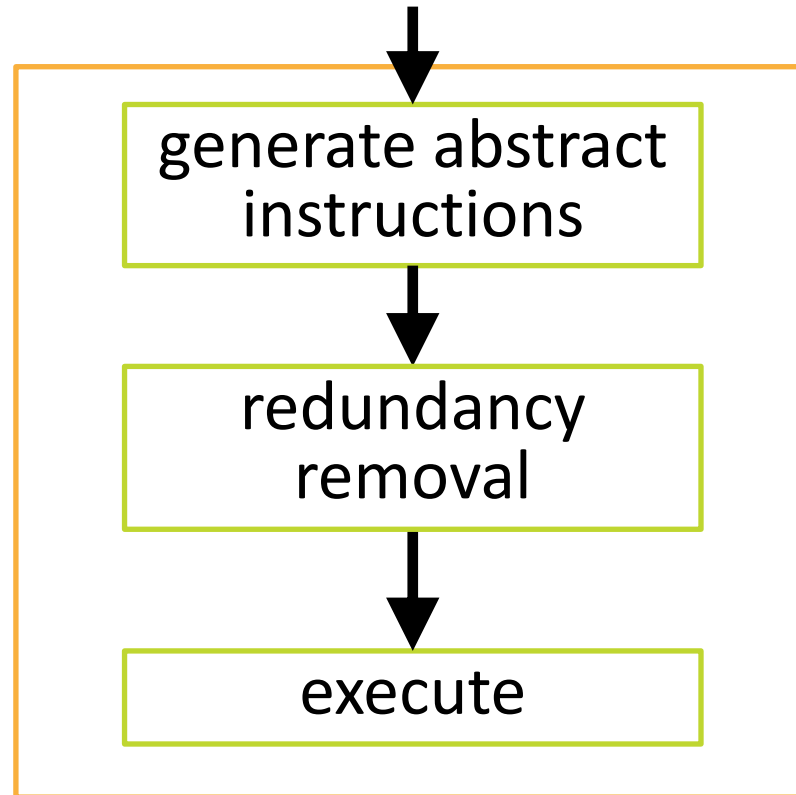 generate abstract
instructions
redundancy
removal
execute